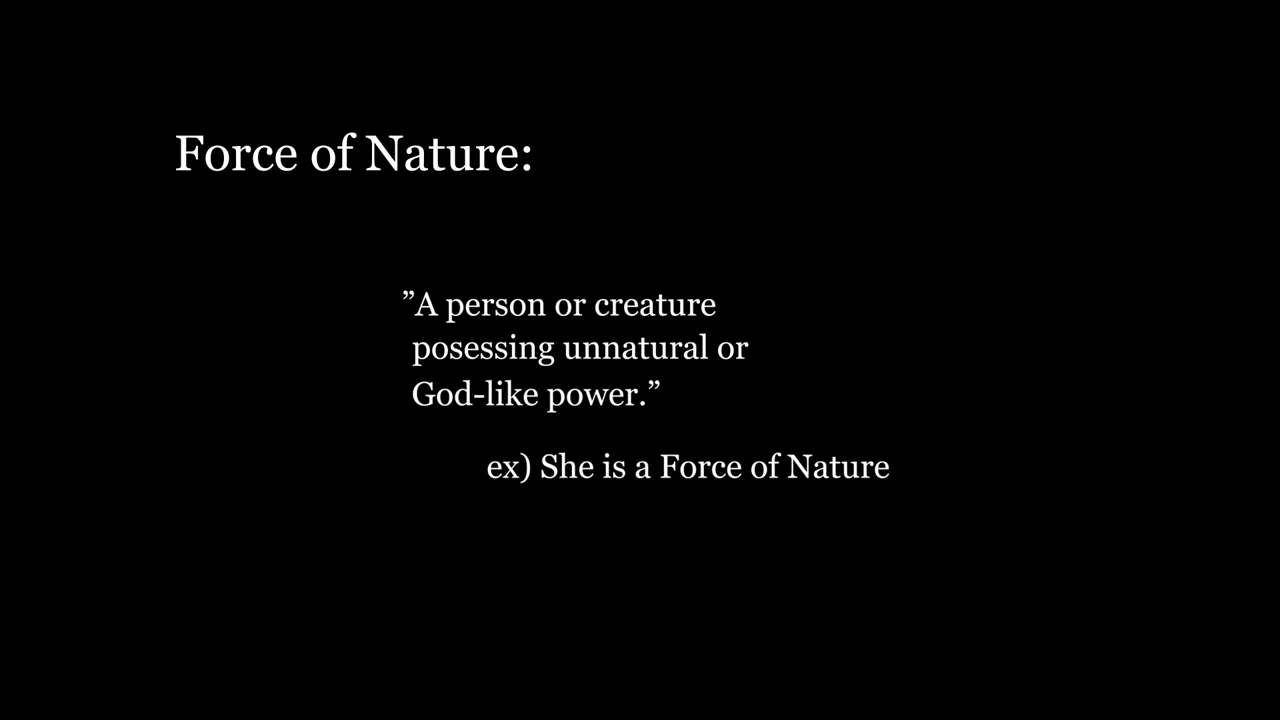 Force of Nature:
”A person or creature
posessing unnatural or
God-like power.”
ex) She is a Force of Nature